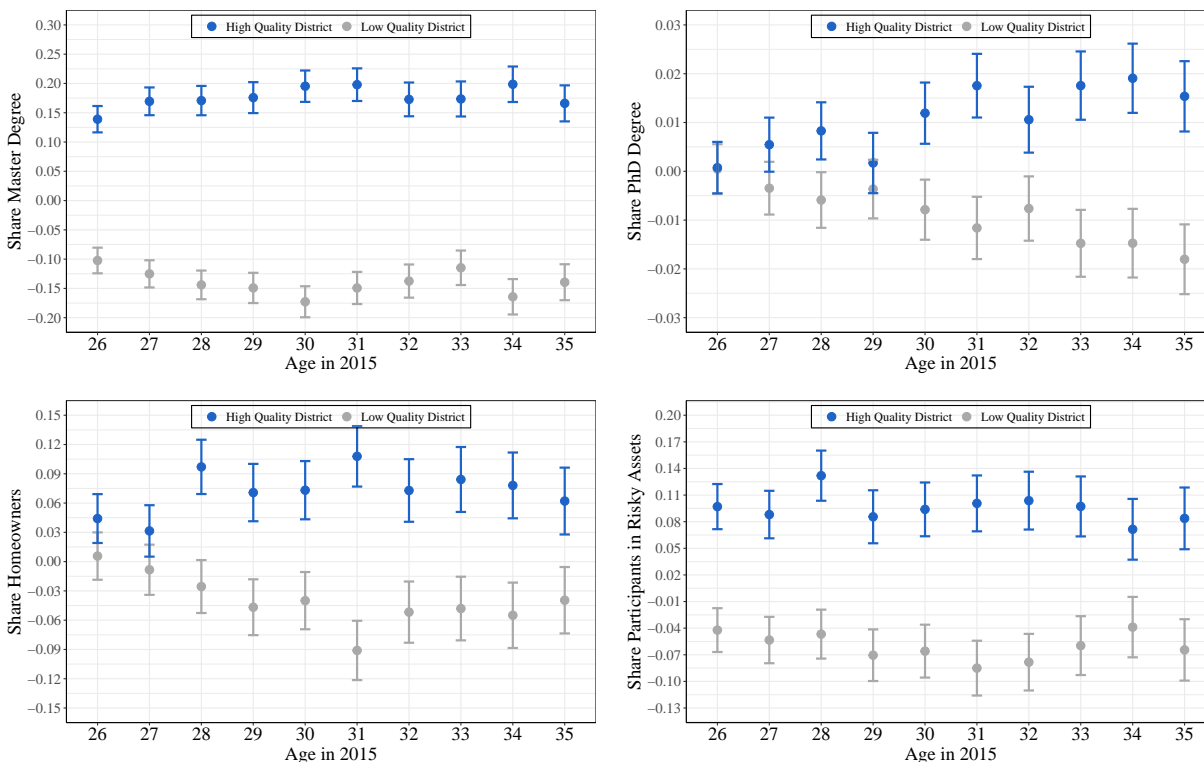 High Quality District Low Quality District
Share Master Degree
0.30
0.25
0.20
0.15
0.10
0.05
0.00
−0.05
−0.10
−0.15
−0.20
26 27 28 29 30 31 32 33 34 35
Age in 2015
High Quality District Low Quality District
Share PhD Degree
0.03
0.02
0.01
0.00
−0.01
−0.02
−0.03
26 27 28 29 30 31 32 33 34 35
Age in 2015
High Quality District Low Quality District
Share Homeowners
0.15
0.12
0.09
0.06
0.03
0.00
−0.03
−0.06
−0.09
−0.12
−0.15
26 27 28 29 30 31 32 33 34 35
Age in 2015
High Quality District Low Quality District
Share Participants in Risky Assets
0.20
0.17
0.14
0.11
0.08
0.05
0.02
−0.01
−0.04
−0.07
−0.10
−0.13
26 27 28 29 30 31 32 33 34 35
Age in 2015